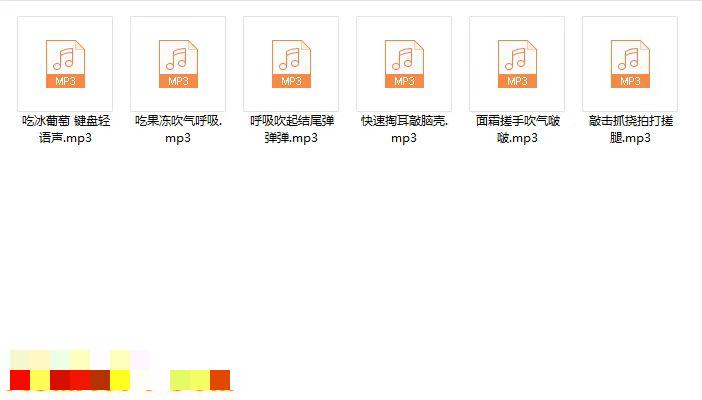 MP3
MP3
MP3
MP3
MP3
MP3
吃冰葡萄 键盘轻
语声.mp3
吃果冻吹气呼吸.
mp3
呼吸吹起结尾弹
弹弹.mp3
快速掏耳敲脑壳.
mp3
面霜搓手吹气啵
啵.mp3
敲击抓挠拍打搓
腿.mp3